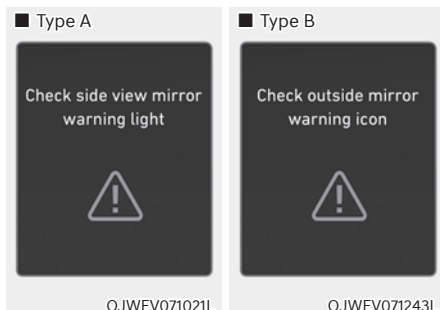 ■ Type A
Check side view mirror
warning light
OJWEV071021L
■ Type B
Check outside mirror
warning icon
OJWEV071243L